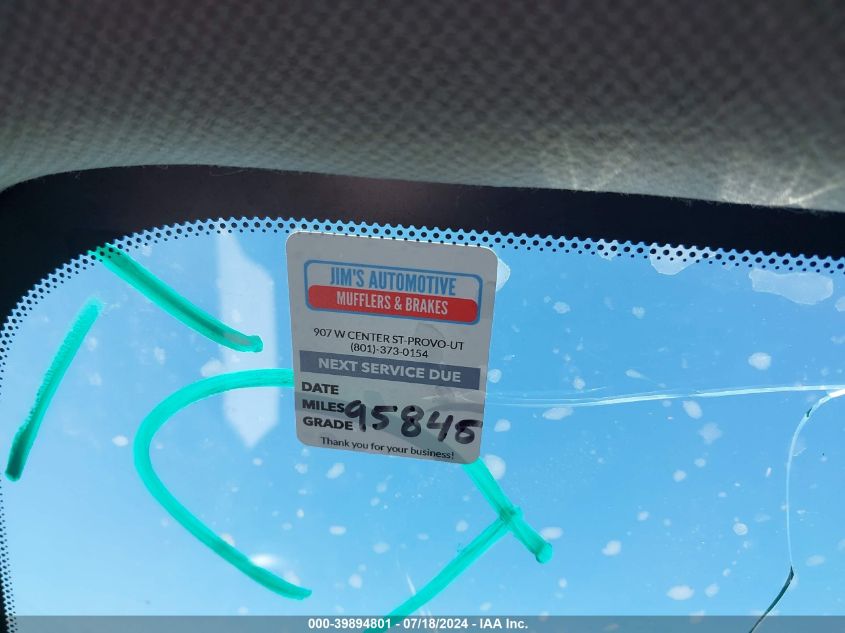 JIM'S AUTOMOTIVE
MUFFLERS & BRAKES
907 W CENTER ST-PROVO-UT
(801)-373-0154
NEXT SERVICE DUE
DATE
MILES 95846
GRADE
Thank you for your business!
000-39894801 - 07/18/2024 - IAA Inc.